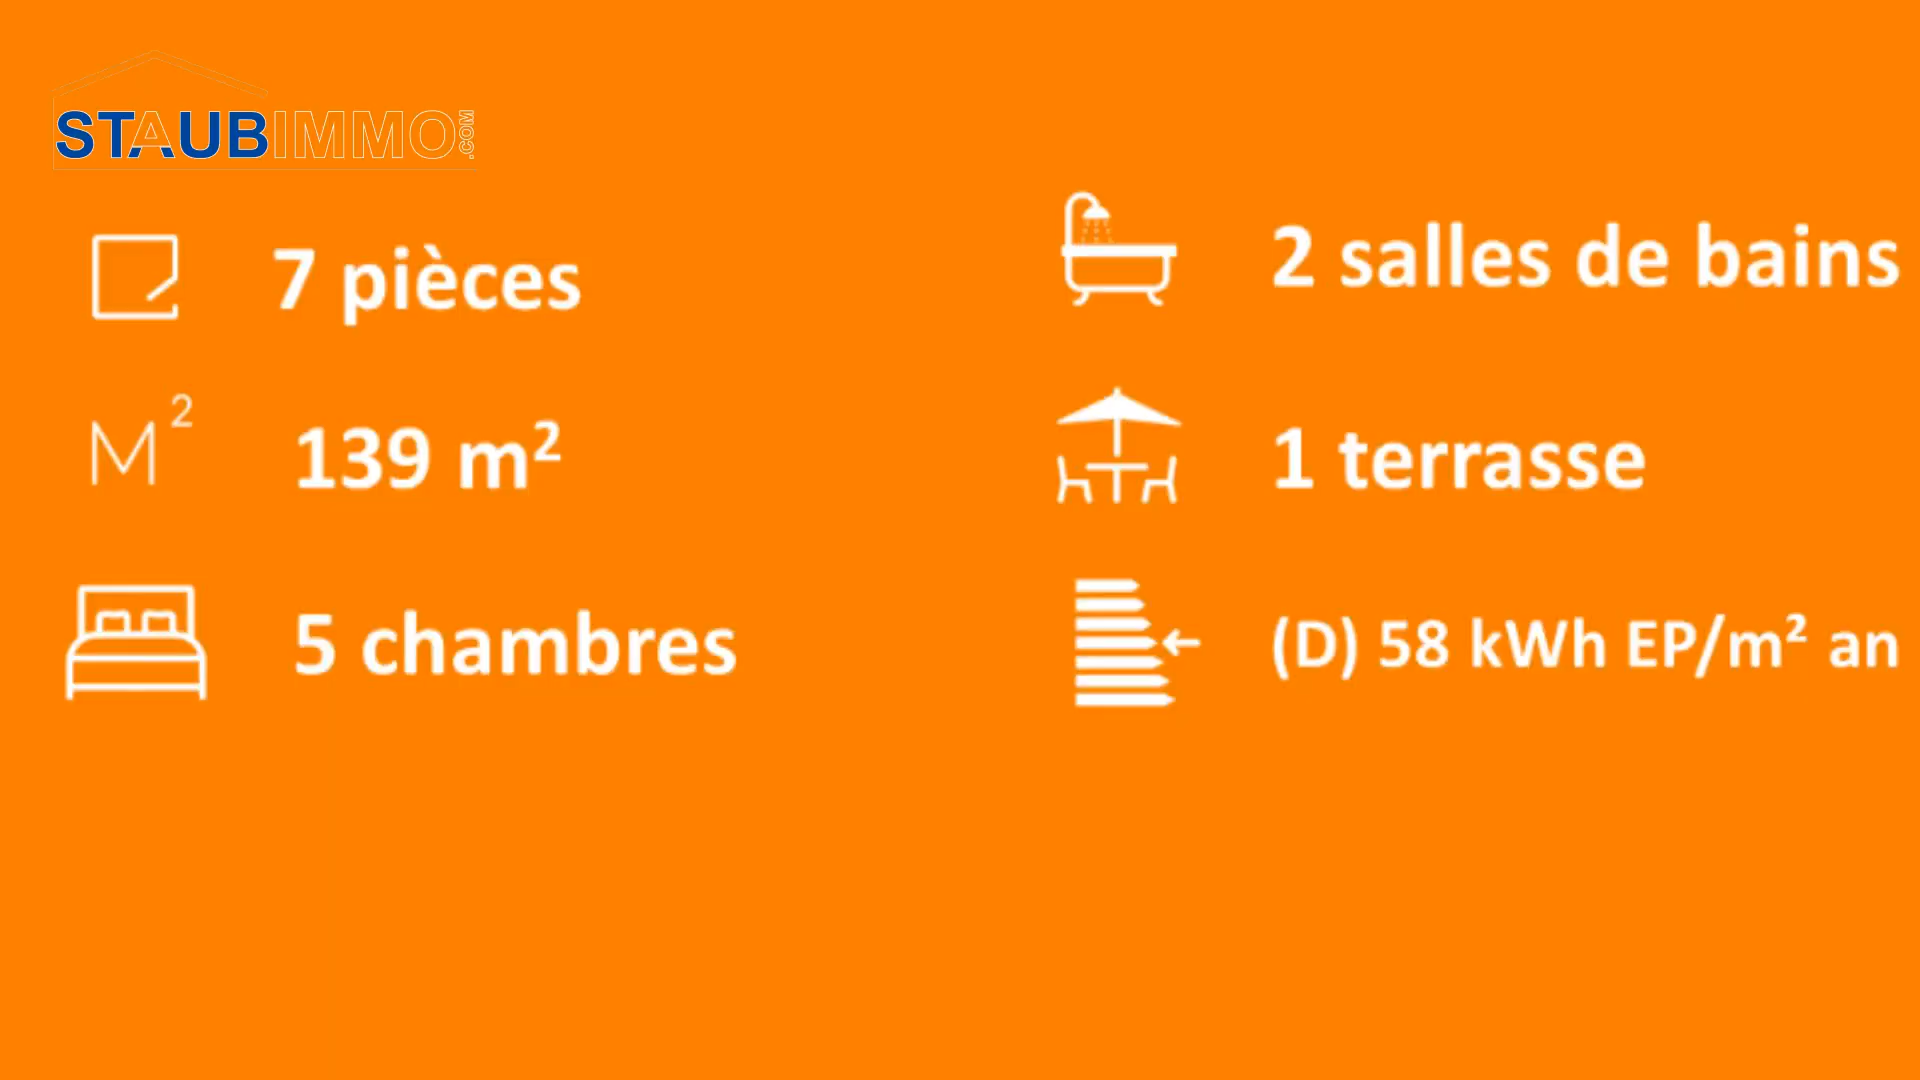 STAUBIMMO.COM
7 pièces
M²
139 m²
5 chambres
2 salles de bains
1 terrasse
(D) 58 kWh EP/m² an